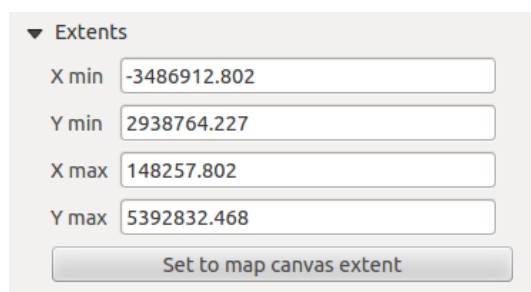 Extents
X min -3486912.802
Y min 2938764.227
X max 148257.802
Y max 5392832.468
Set to map canvas extent